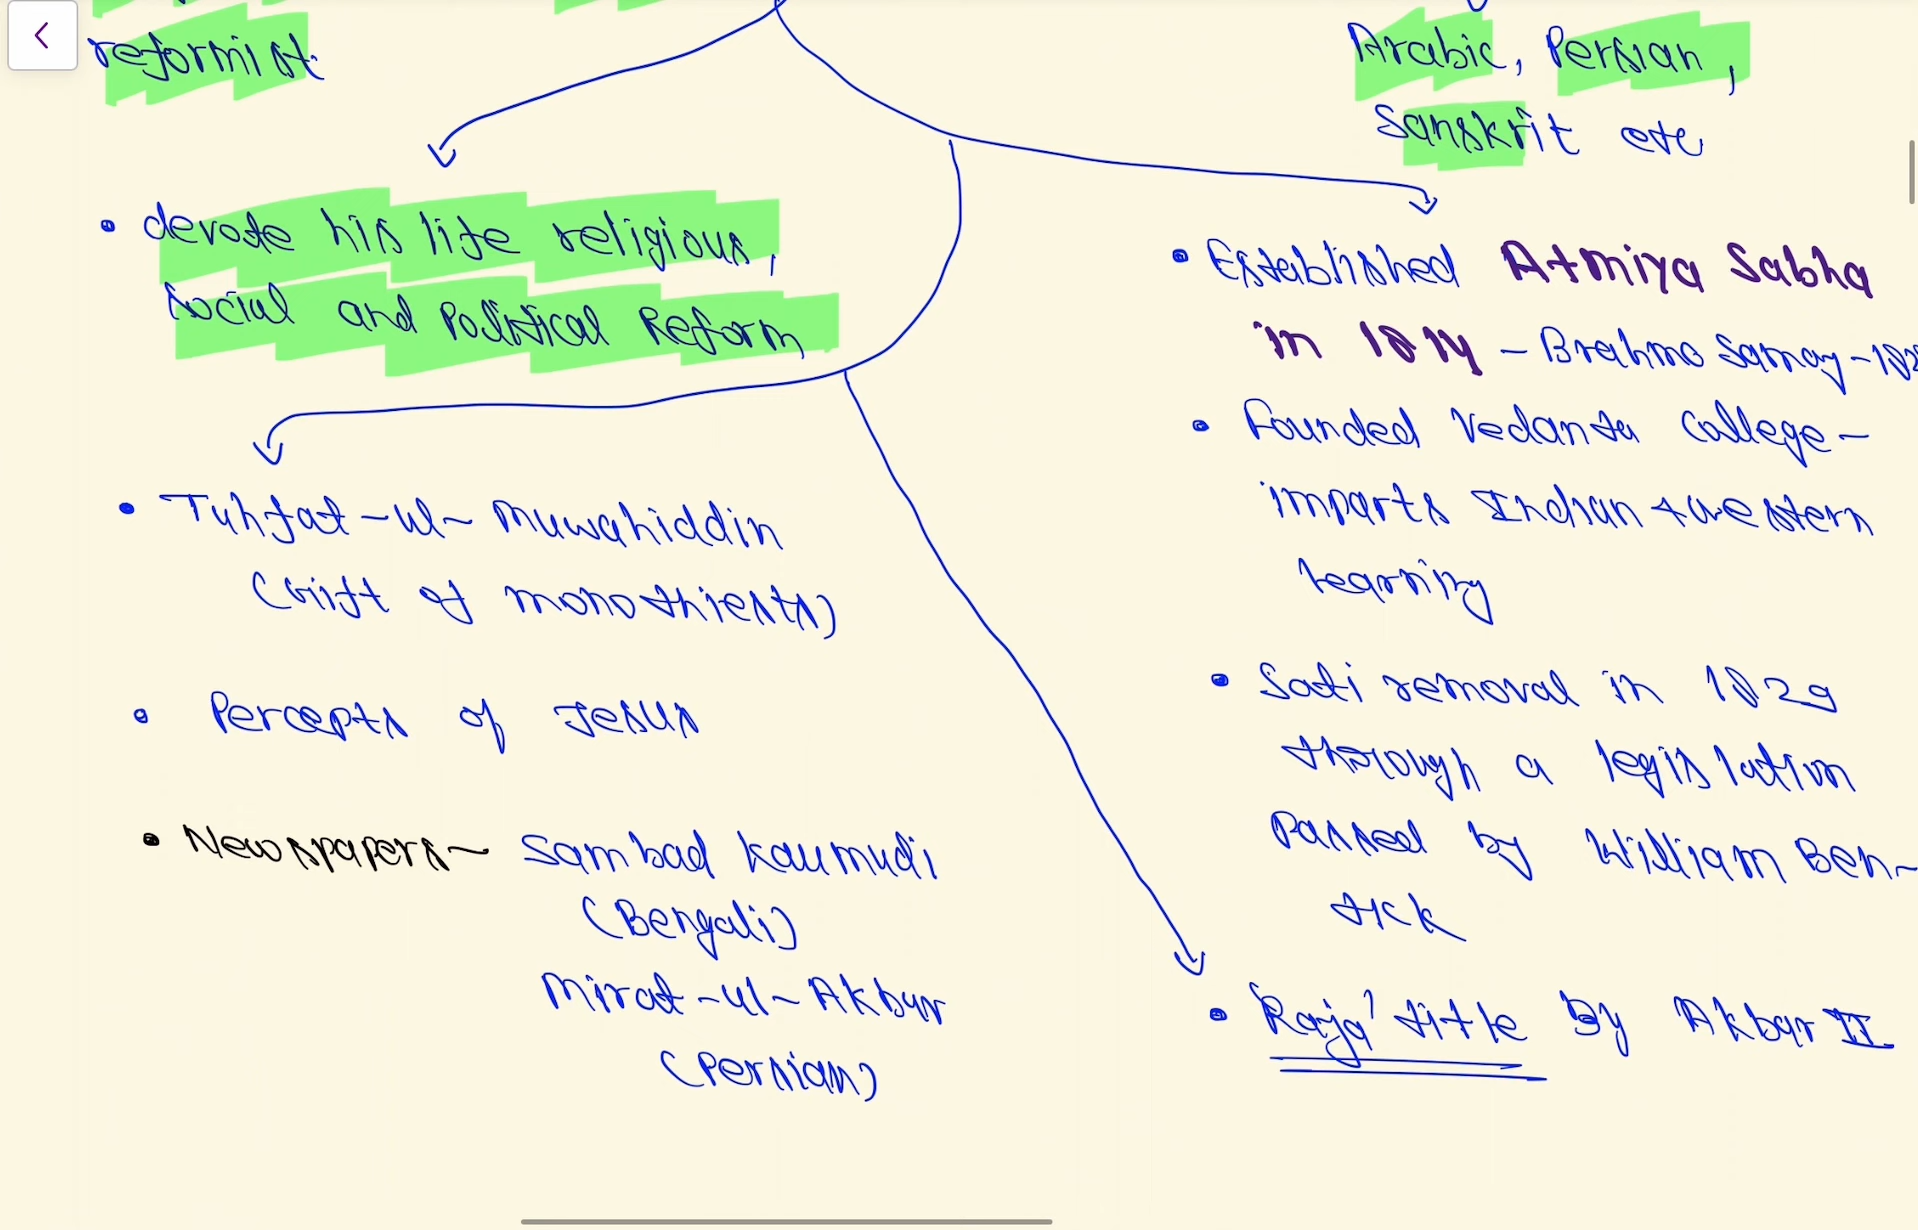 reformist.
Arabic, Persian,
Sanskrit etc
• devote his life religious,
social and Political Reform.
• Tuhfat-ul-muwahiddin
(Gift of monothiests)
• Percepts of Jesus
• Newspapers- Sambad kaumudi
(Bengali)
Mirat-ul-Akbar
(Persian)
• Established Atmiya Sabha
in 1814 - Brahmo Samaj-182
• Founded Vedanta College-
imparts Indian + western
learning
• Sati removal in 1829
through a legislation
Passed by William Ben-
tick
• 'Raja' title By Akbar II